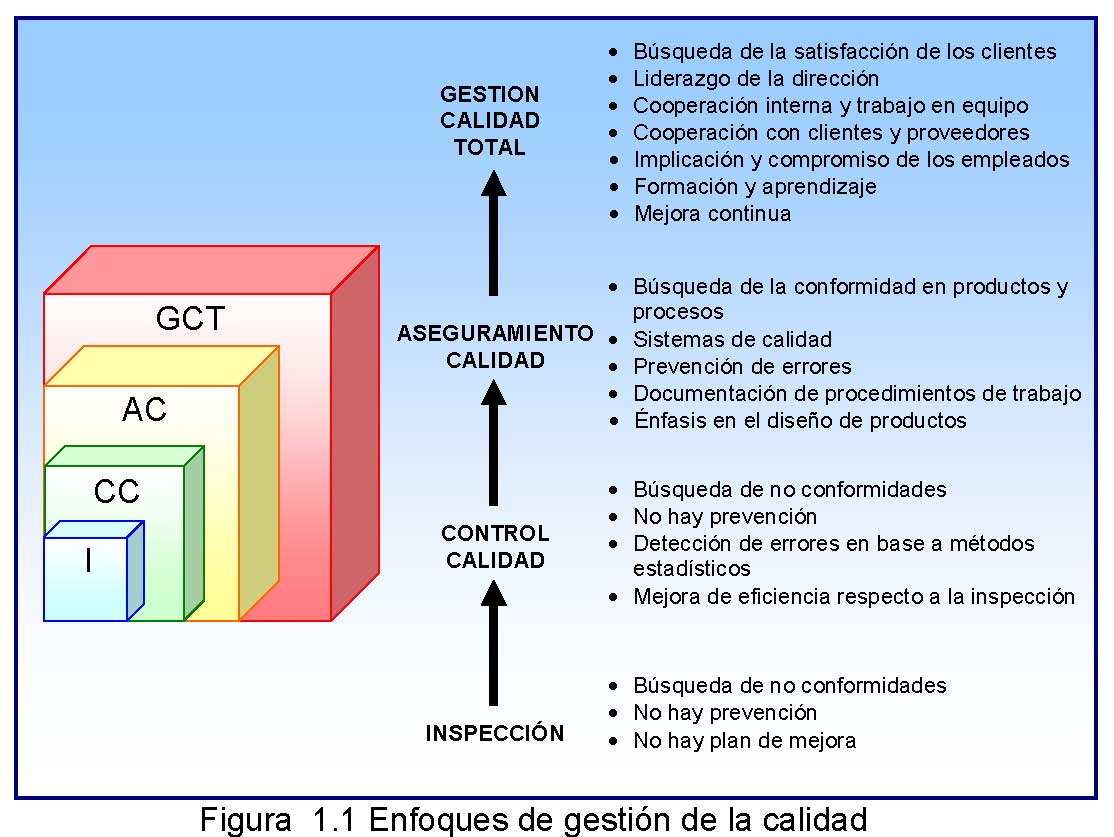 GESTION
CALIDAD
TOTAL
• Búsqueda de la satisfacción de los clientes
• Liderazgo de la dirección
• Cooperación interna y trabajo en equipo
• Cooperación con clientes y proveedores
• Implicación y compromiso de los empleados
• Formación y aprendizaje
• Mejora continua
GCT
AC
CC
I
ASEGURAMIENTO
CALIDAD
• Búsqueda de la conformidad en productos y
procesos
• Sistemas de calidad
• Prevención de errores
• Documentación de procedimientos de trabajo
• Énfasis en el diseño de productos
CONTROL
CALIDAD
• Búsqueda de no conformidades
• No hay prevención
• Detección de errores en base a métodos
estadísticos
• Mejora de eficiencia respecto a la inspección
INSPECCIÓN
• Búsqueda de no conformidades
• No hay prevención
• No hay plan de mejora
Figura 1.1 Enfoques de gestión de la calidad